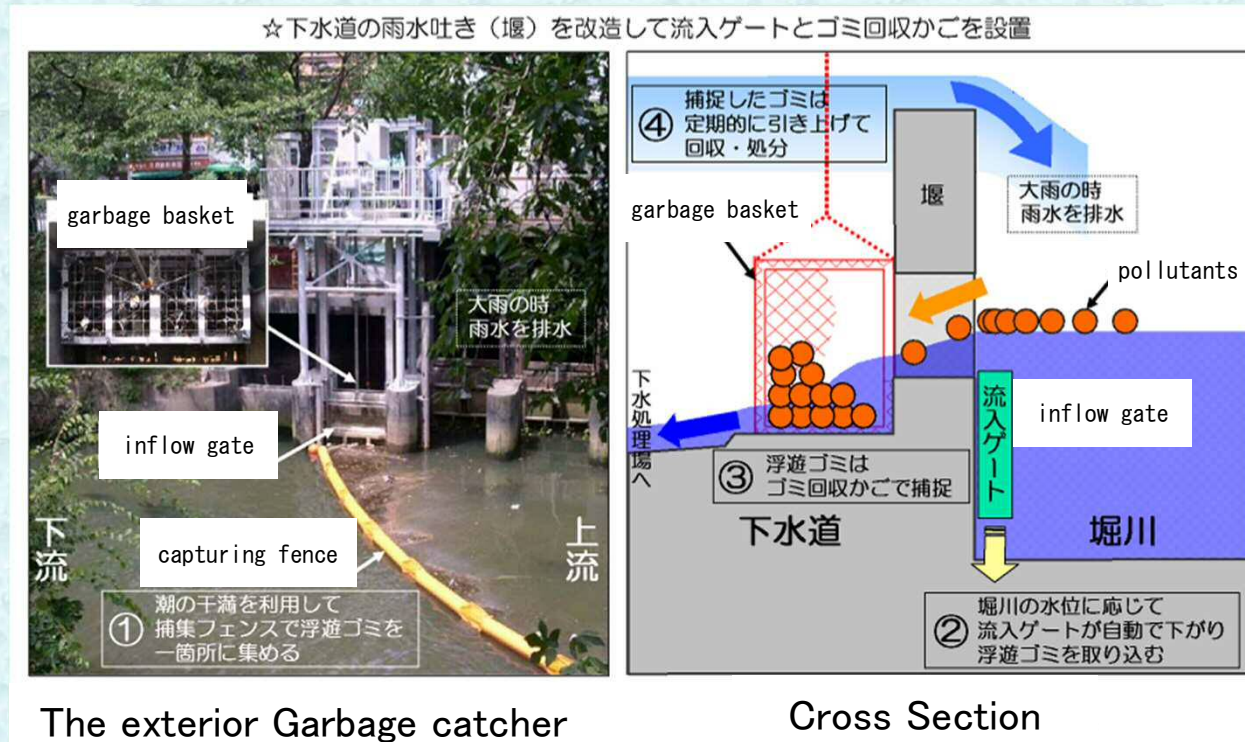 ☆下水道の雨水吐き（堰）を改造して流入ゲートとゴミ回収かごを設置
garbage basket
大雨の時
雨水を排水
inflow gate
capturing fence
下流
上流
① 潮の干満を利用して
捕集フェンスで浮遊ゴミを
一箇所に集める
The exterior Garbage catcher
④ 捕捉したゴミは
定期的に引き上げて
回収・処分
堰
大雨の時
雨水を排水
garbage basket
pollutants
下水処理場へ
流入ゲート
inflow gate
③ 浮遊ゴミは
ゴミ回収かごで捕捉
下水道
堀川
② 堀川の水位に応じて
流入ゲートが自動で下がり
浮遊ゴミを取り込む
Cross Section